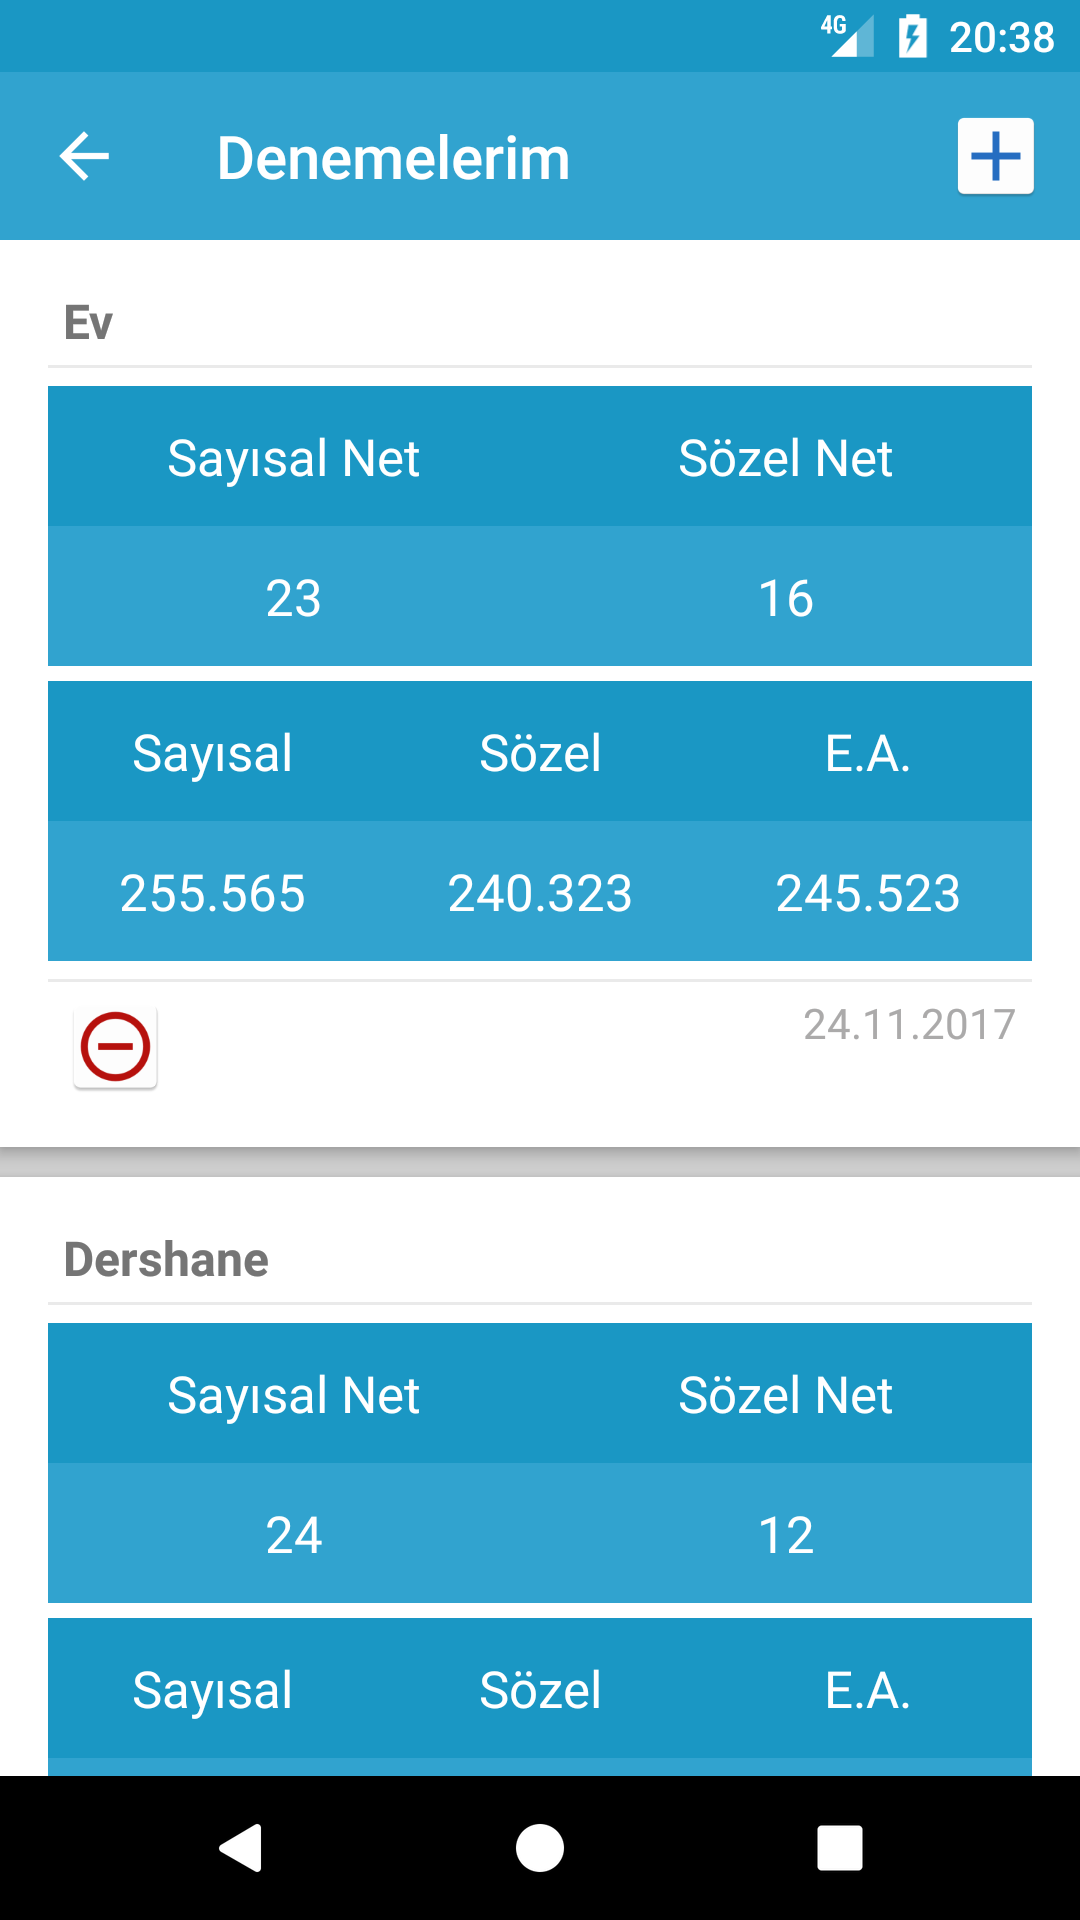 4G 20:38
Denemelerim
Ev
Sayısal Net Sözel Net
23 16
Sayısal Sözel E.A.
255.565 240.323 245.523
24.11.2017
Dershane
Sayısal Net Sözel Net
24 12
Sayısal Sözel E.A.